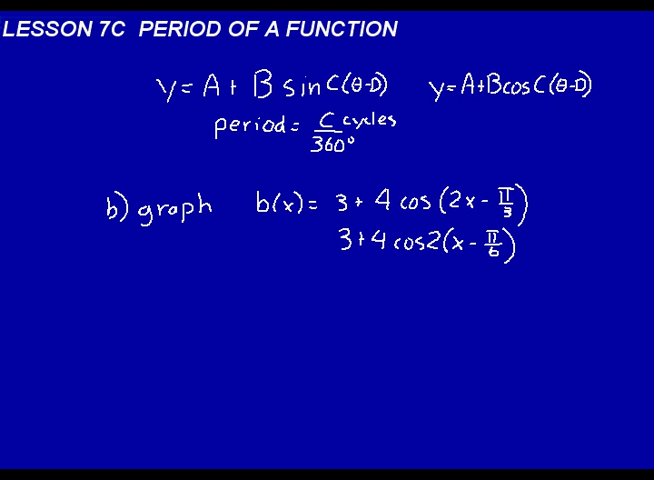 LESSON 7C PERIOD OF A FUNCTION
y = A + B sin C(θ-D) y = A+B cos C(θ-D)
period = C cycles / 360°
b) graph b(x) = 3 + 4 cos (2x - π/3)
3 + 4 cos 2(x - π/6)